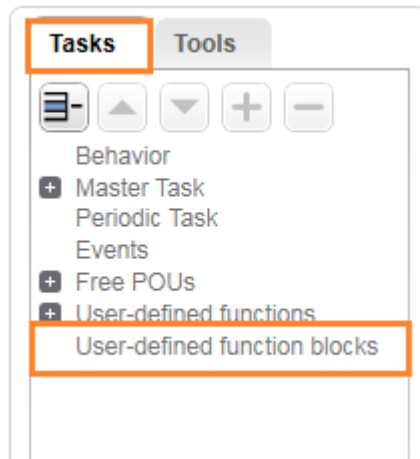 Tasks Tools
Behavior
Master Task
Periodic Task
Events
Free POUs
User-defined functions
User-defined function blocks